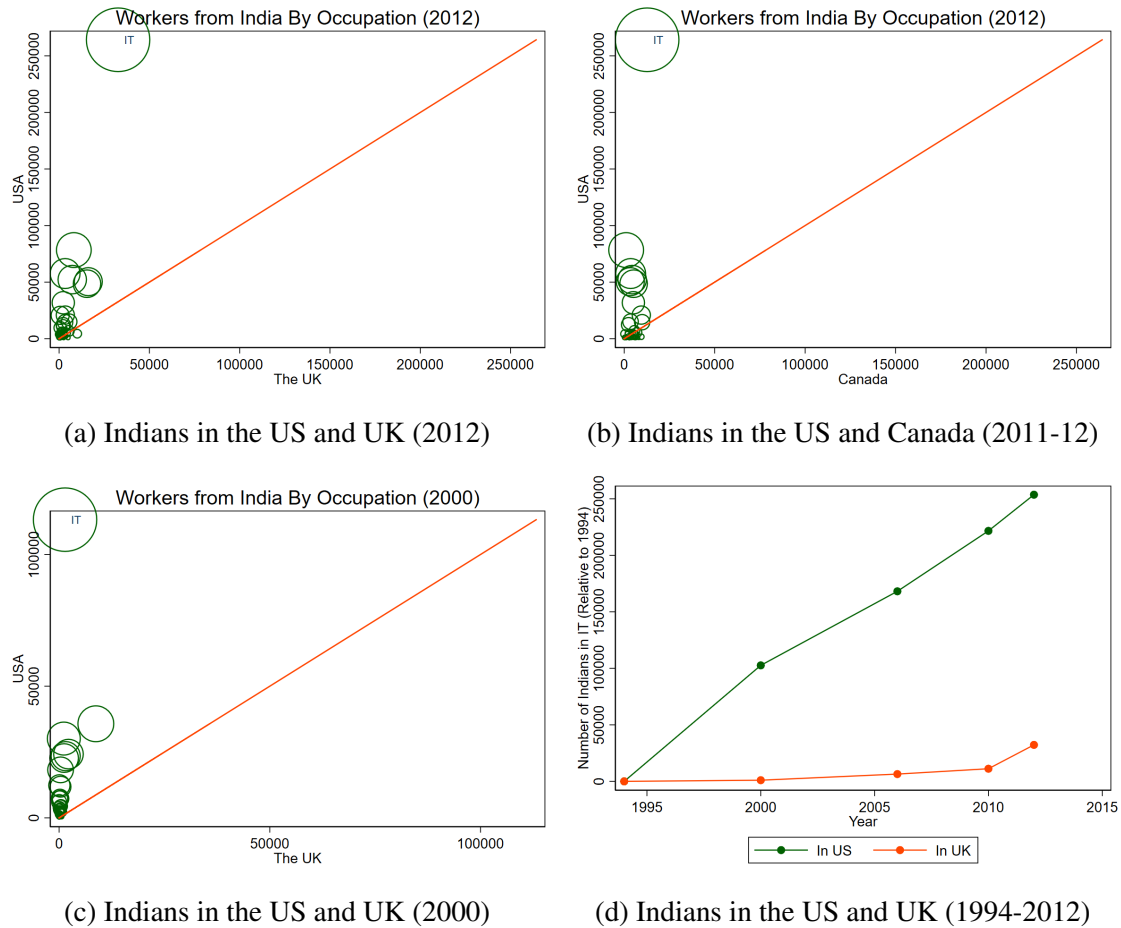 Workers from India By Occupation (2012)
IT
USA
250000
200000
150000
100000
50000
0
0 50000 100000 150000 200000 250000
The UK
(a) Indians in the US and UK (2012)
Workers from India By Occupation (2012)
IT
USA
250000
200000
150000
100000
50000
0
0 50000 100000 150000 200000 250000
Canada
(b) Indians in the US and Canada (2011-12)
Workers from India By Occupation (2000)
IT
USA
100000
50000
0
0 50000 100000
The UK
(c) Indians in the US and UK (2000)
Number of Indians in IT (Relative to 1994)
250000
200000
150000
100000
50000
0
1995 2000 2005 2010 2015
Year
In US In UK
(d) Indians in the US and UK (1994-2012)